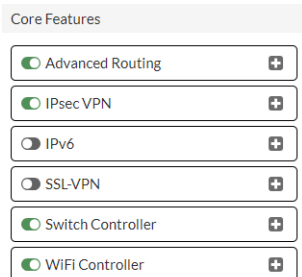 Core Features
Advanced Routing
IPsec VPN
IPv6
SSL-VPN
Switch Controller
WiFi Controller